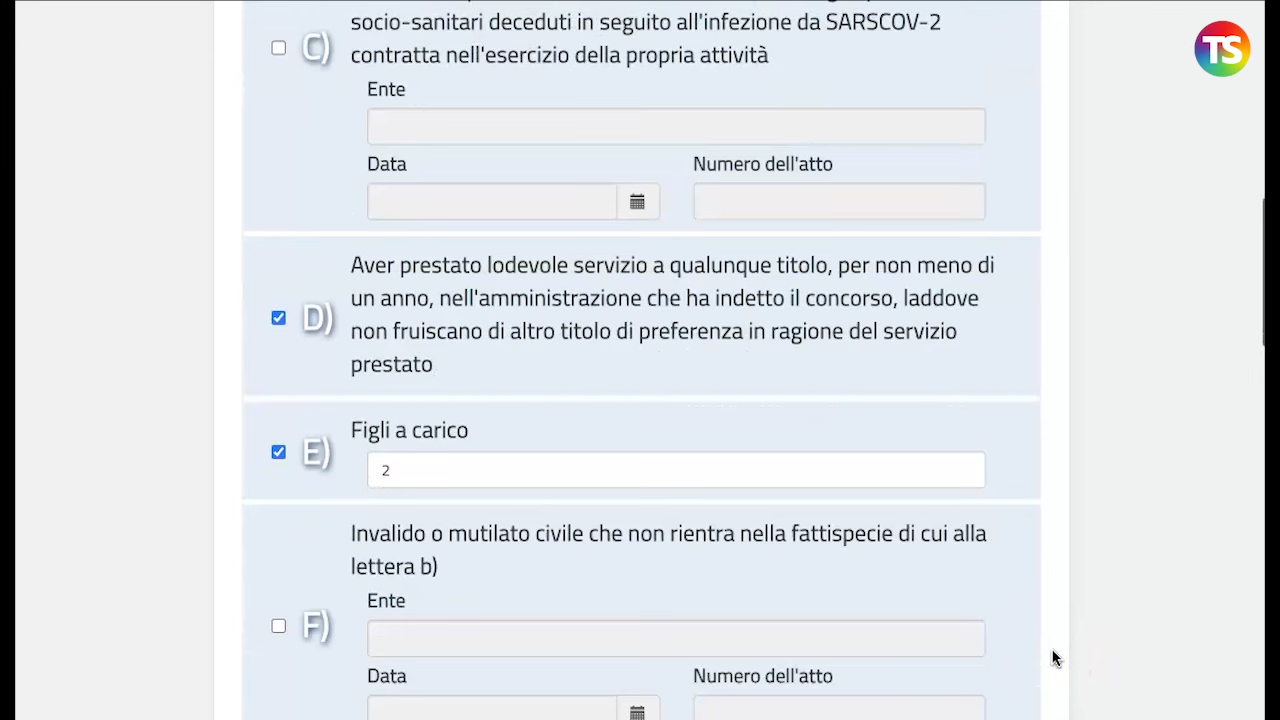 socio-sanitari deceduti in seguito all'infezione da SARSCOV-2
contratta nell'esercizio della propria attività
C)
Ente
Data
Numero dell'atto
Aver prestato lodevole servizio a qualunque titolo, per non meno di
un anno, nell'amministrazione che ha indetto il concorso, laddove
non fruiscano di altro titolo di preferenza in ragione del servizio
prestato
D)
Figli a carico
E)
2
Invalido o mutilato civile che non rientra nella fattispecie di cui alla
lettera b)
F)
Ente
Data
Numero dell'atto
TS